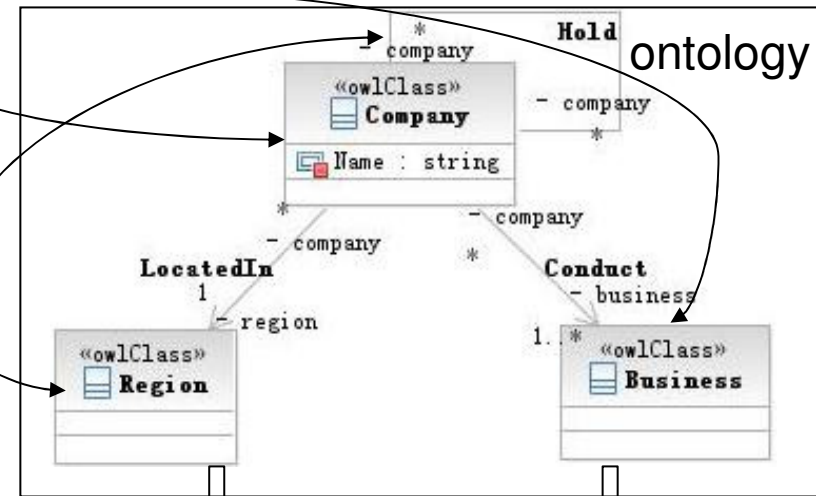 Hold
ontology
*
- company
«owlClass»
Company
- company
*
Name : string
*
- company
- company
*
LocatedIn
Conduct
1
- business
- region
1..*
«owlClass»
Region
«owlClass»
Business